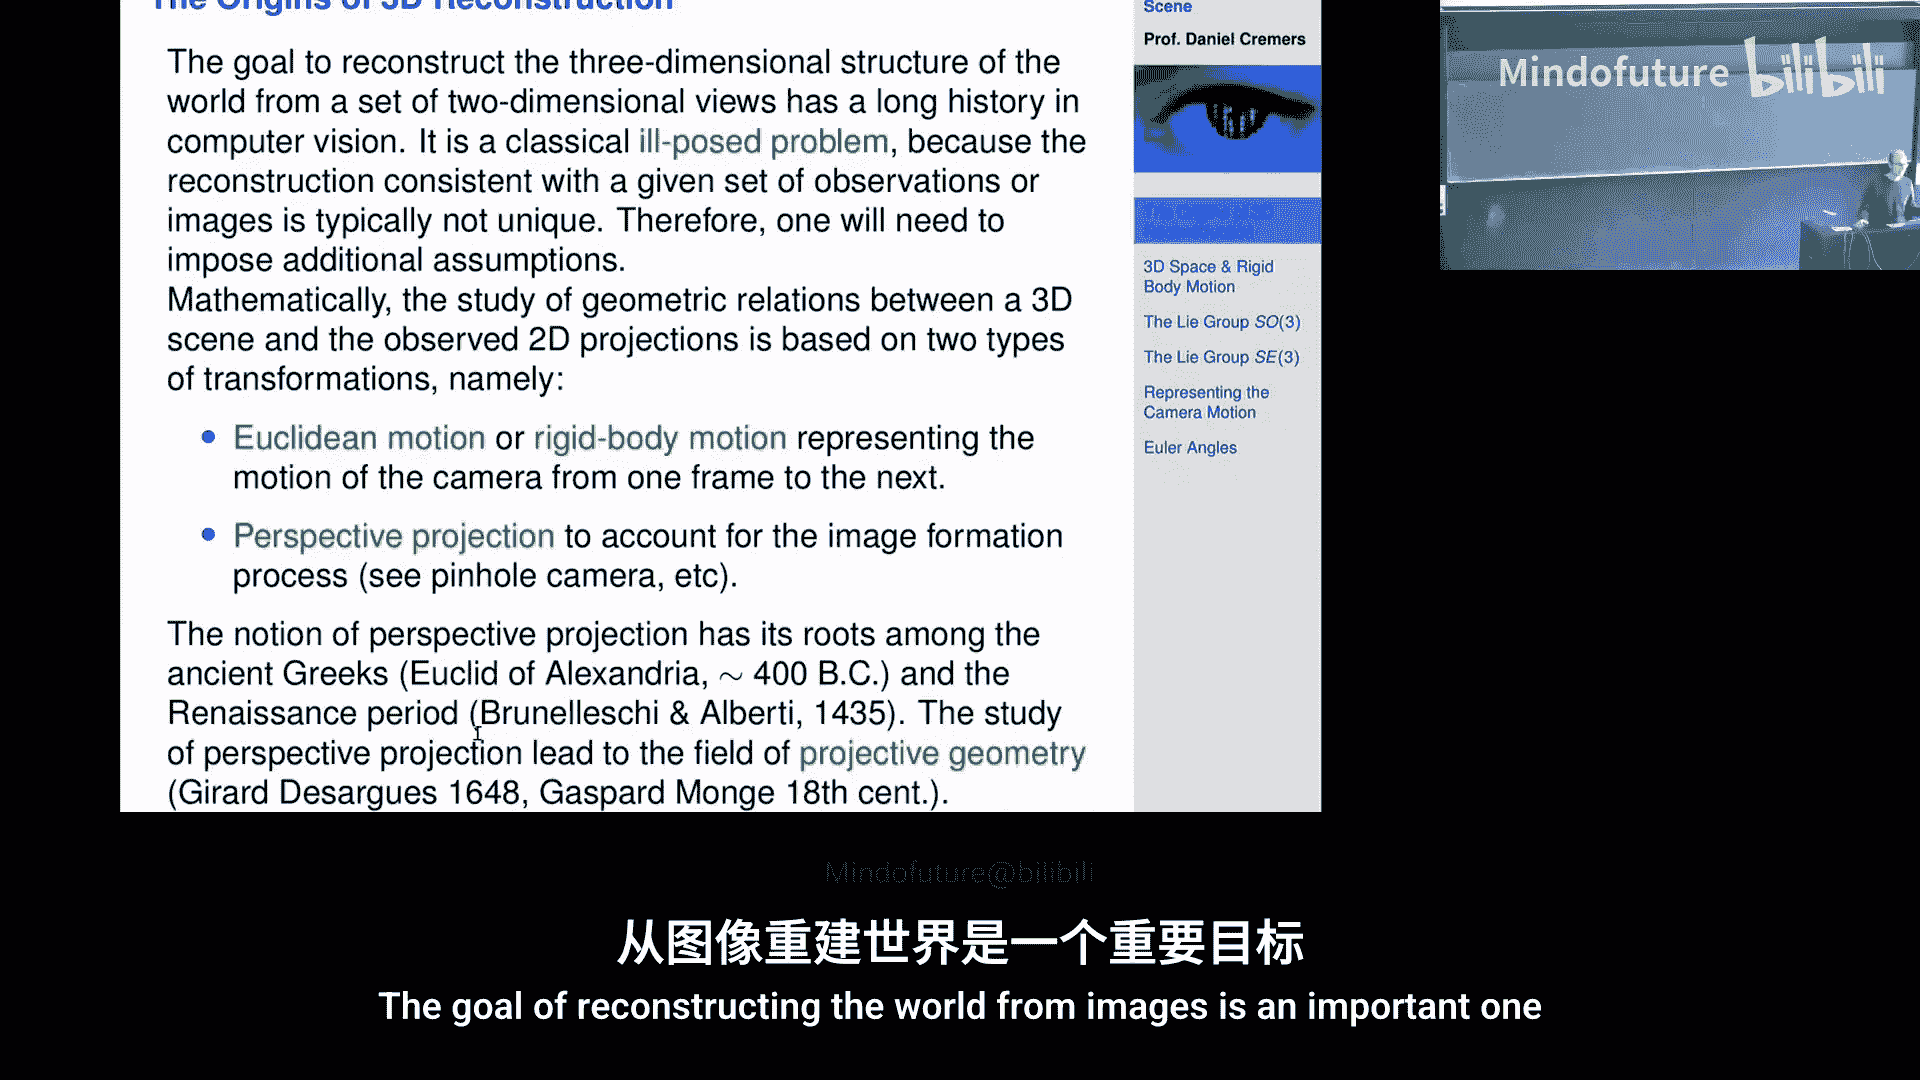 The Origins of 3D Reconstruction
The goal to reconstruct the three-dimensional structure of the
world from a set of two-dimensional views has a long history in
computer vision. It is a classical ill-posed problem, because the
reconstruction consistent with a given set of observations or
images is typically not unique. Therefore, one will need to
impose additional assumptions.
Mathematically, the study of geometric relations between a 3D
scene and the observed 2D projections is based on two types
of transformations, namely:
• Euclidean motion or rigid-body motion representing the
motion of the camera from one frame to the next.
• Perspective projection to account for the image formation
process (see pinhole camera, etc).
The notion of perspective projection has its roots among the
ancient Greeks (Euclid of Alexandria, ~ 400 B.C.) and the
Renaissance period (Brunelleschi & Alberti, 1435). The study
of perspective projection lead to the field of projective geometry
(Girard Desargues 1648, Gaspard Monge 18th cent.).
Scene
Prof. Daniel Cremers
3D Space & Rigid
Body Motion
The Lie Group SO(3)
The Lie Group SE(3)
Representing the
Camera Motion
Euler Angles
Mindofuture bilibili
Mindofuture@bilibili
从图像重建世界是一个重要目标
The goal of reconstructing the world from images is an important one